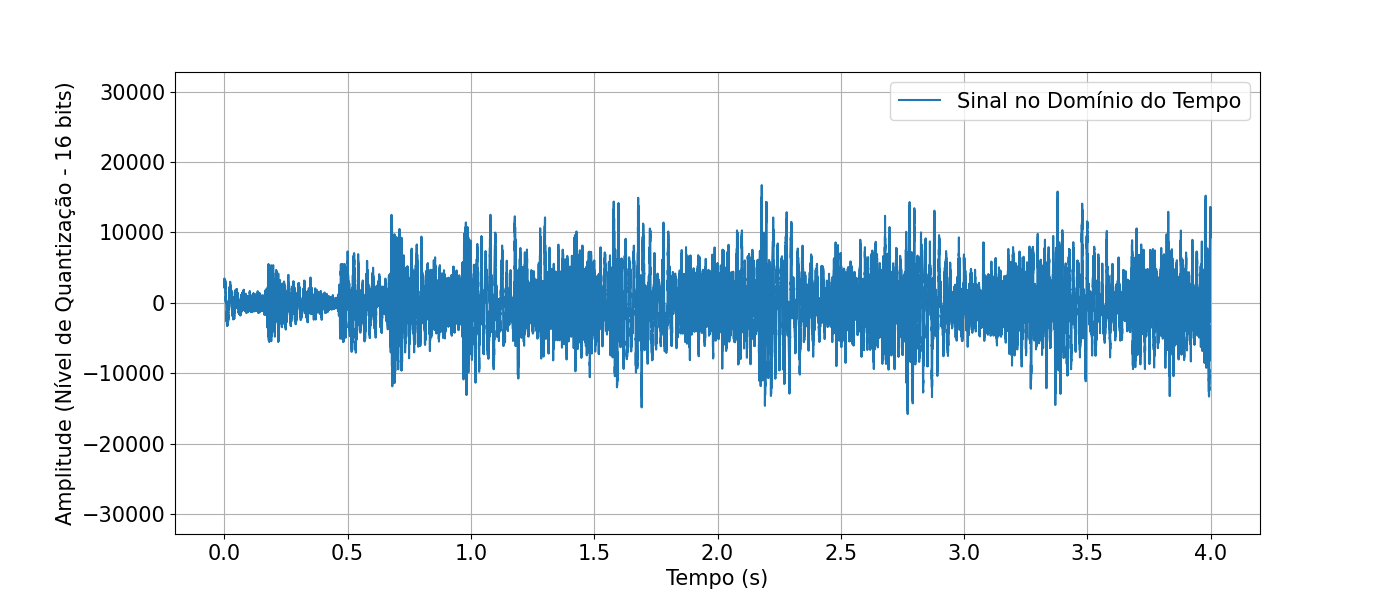 Sinal no Domínio do Tempo
Amplitude (Nível de Quantização - 16 bits)
30000
20000
10000
0
−10000
−20000
−30000
0.0 0.5 1.0 1.5 2.0 2.5 3.0 3.5 4.0
Tempo (s)